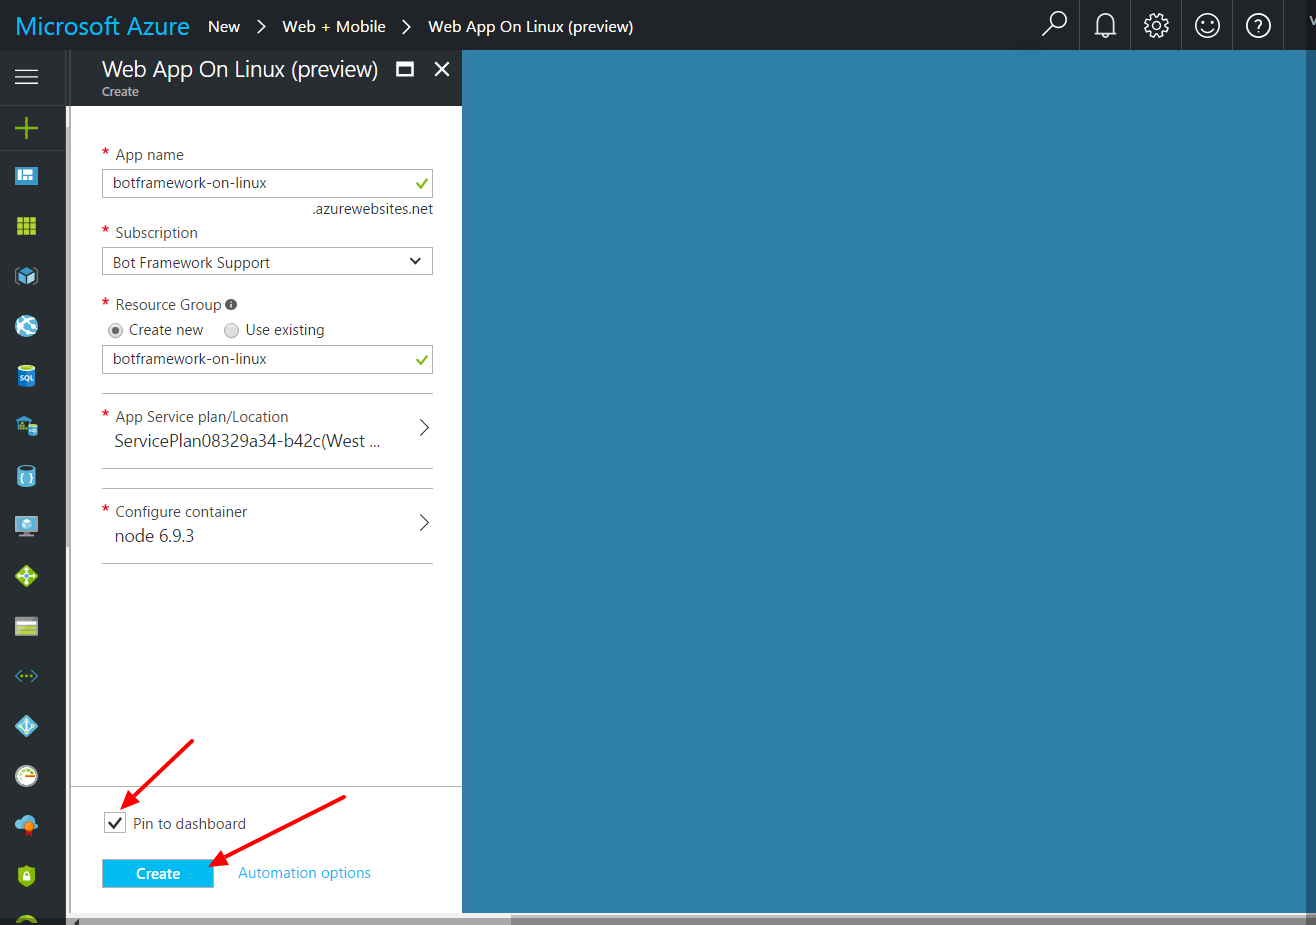 Microsoft Azure New > Web + Mobile > Web App On Linux (preview)
Web App On Linux (preview)
Create
* App name
botframework-on-linux
.azurewebsites.net
* Subscription
Bot Framework Support
* Resource Group
Create new Use existing
botframework-on-linux
* App Service plan/Location
ServicePlan08329a34-b42c(West ...
* Configure container
node 6.9.3
Pin to dashboard
Create Automation options
SQL